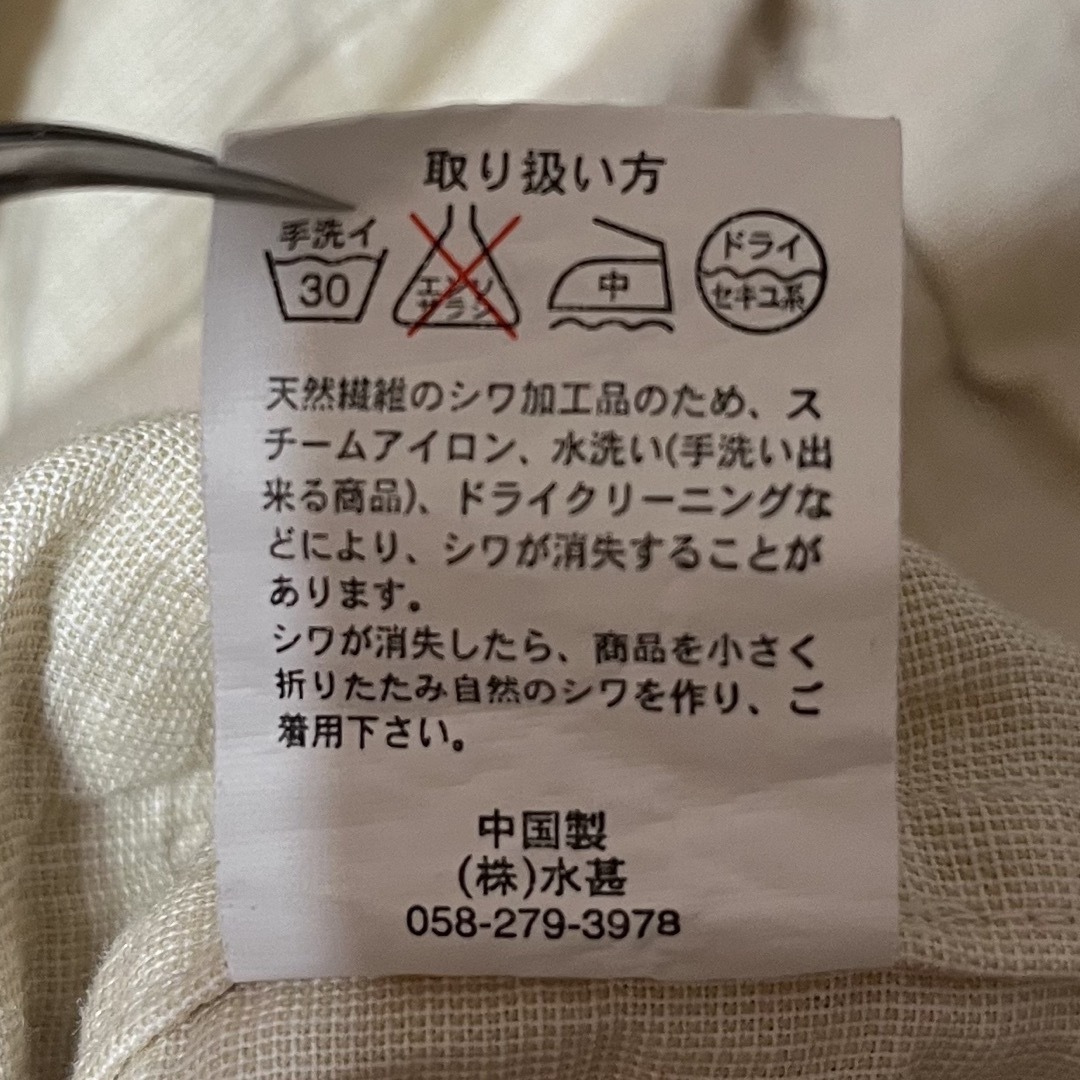 取り扱い方
手洗イ
30
エンソ
サラシ
中
ドライ
セキユ系
天然繊維のシワ加工品のため、ス
チームアイロン、水洗い(手洗い出
来る商品)、ドライクリーニングな
どにより、シワが消失することが
あります。
シワが消失したら、商品を小さく
折りたたみ自然のシワを作り、ご
着用下さい。
中国製
(株)水甚
058-279-3978